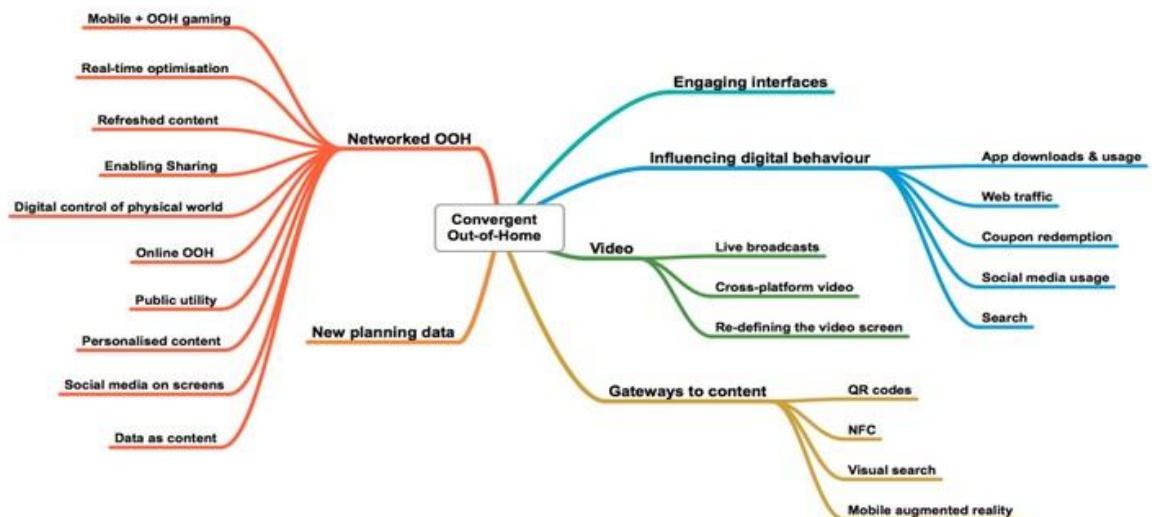 Mobile + OOH gaming
Real-time optimisation
Refreshed content
Enabling Sharing
Digital control of physical world
Online OOH
Public utility
Personalised content
Social media on screens
Data as content
Networked OOH
New planning data
Convergent
Out-of-Home
Engaging interfaces
Influencing digital behaviour
App downloads & usage
Web traffic
Coupon redemption
Social media usage
Search
Video
Live broadcasts
Cross-platform video
Re-defining the video screen
Gateways to content
QR codes
NFC
Visual search
Mobile augmented reality